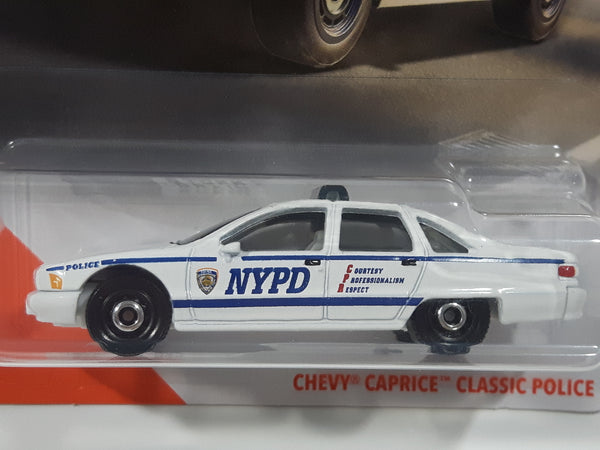 POLICE
NYPD
COURTESY
PROFESSIONALISM
RESPECT
CHEVY® CAPRICE™ CLASSIC POLICE